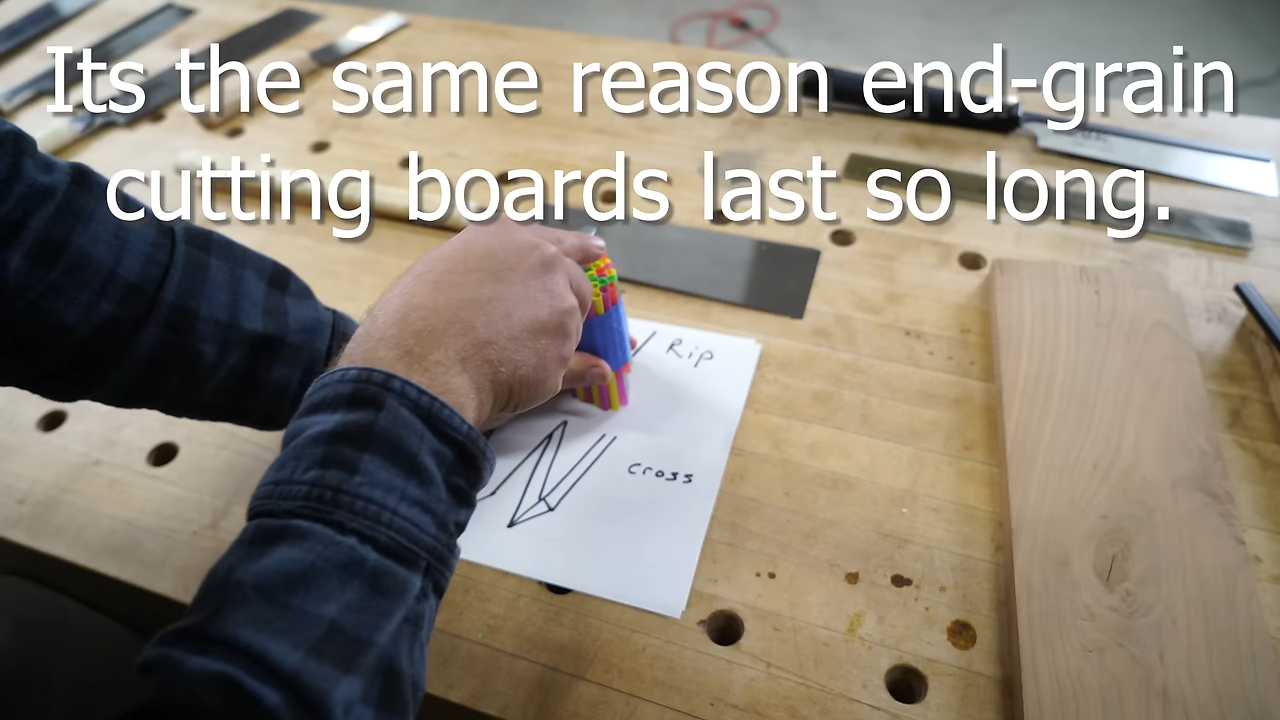 Its the same reason end-grain
cutting boards last so long.
Rip
cross